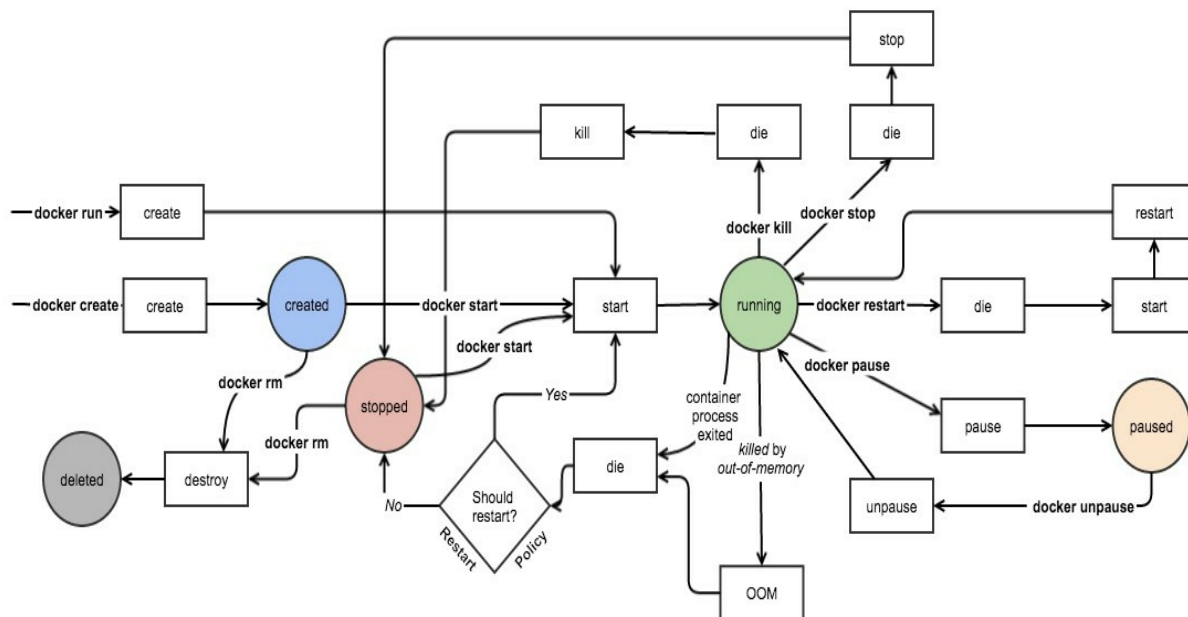 stop
kill
die
die
docker run
create
docker kill
docker stop
restart
docker create
create
created
docker start
start
running
docker restart
die
start
docker start
docker rm
docker pause
Yes
container
process
exited
stopped
docker rm
pause
paused
killed by
out-of-memory
deleted
destroy
die
Should
restart?
No
Restart
Policy
unpause
docker unpause
OOM